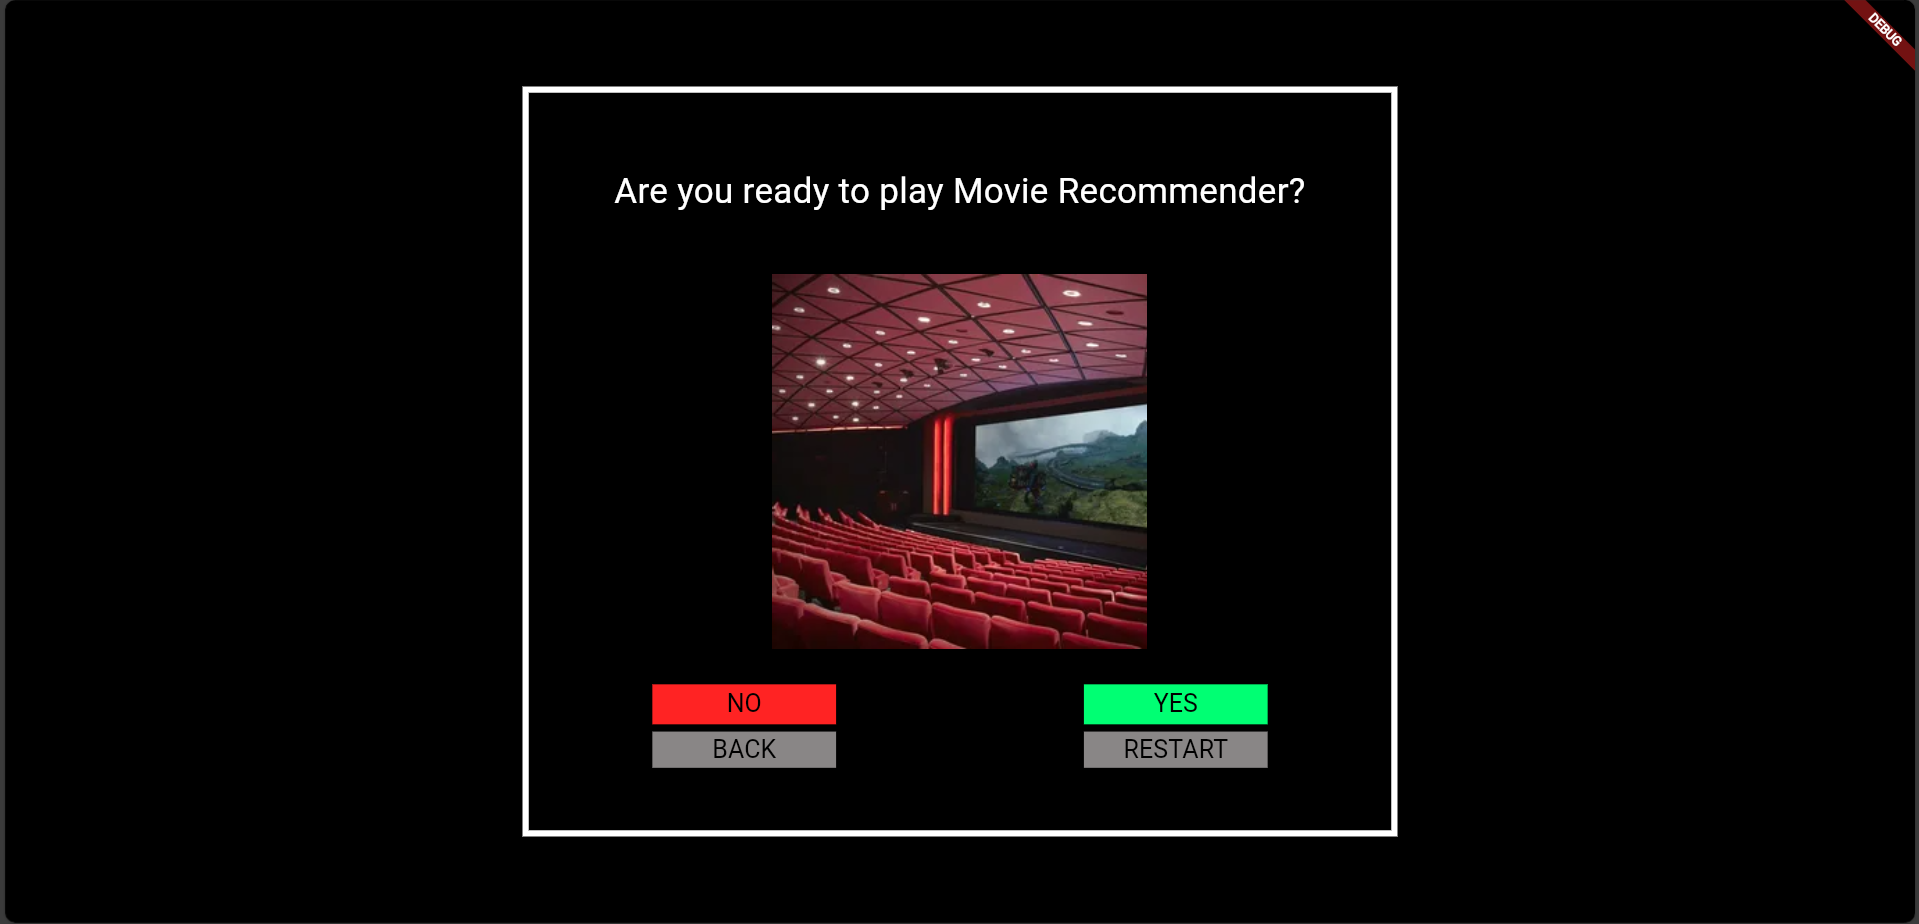 DEBUG
Are you ready to play Movie Recommender?
NO
YES
BACK
RESTART